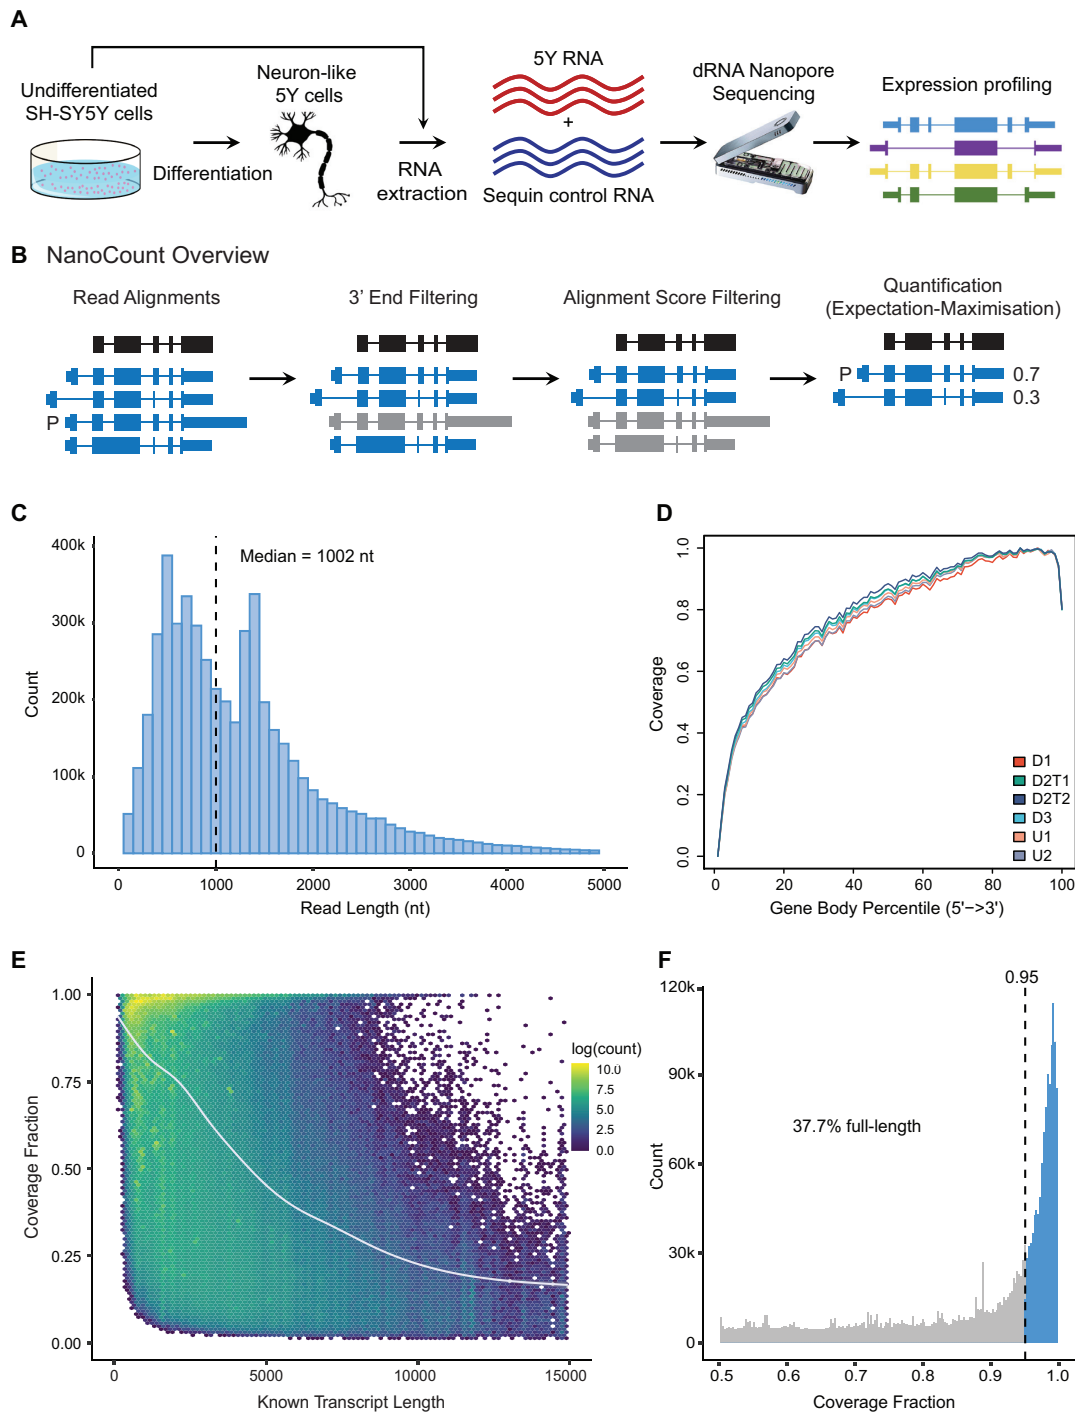 A
Undifferentiated
SH-SY5Y cells
Differentiation
Neuron-like
5Y cells
RNA
extraction
5Y RNA
+
Sequin control RNA
dRNA Nanopore
Sequencing
Expression profiling
B NanoCount Overview
Read Alignments
P
3' End Filtering
Alignment Score Filtering
Quantification
(Expectation-Maximisation)
P 0.7
0.3
C
400k
300k
200k
100k
0
Count
Median = 1002 nt
0 1000 2000 3000 4000 5000
Read Length (nt)
D
1.0
0.8
0.6
0.4
0.2
0.0
Coverage
D1
D2T1
D2T2
D3
U1
U2
0 20 40 60 80 100
Gene Body Percentile (5'−>3')
E
1.00
0.75
0.50
0.25
0.00
Coverage Fraction
log(count)
10.0
7.5
5.0
2.5
0.0
0 5000 10000 15000
Known Transcript Length
F
0.95
120k
90k
60k
30k
0
Count
37.7% full-length
0.5 0.6 0.7 0.8 0.9 1.0
Coverage Fraction